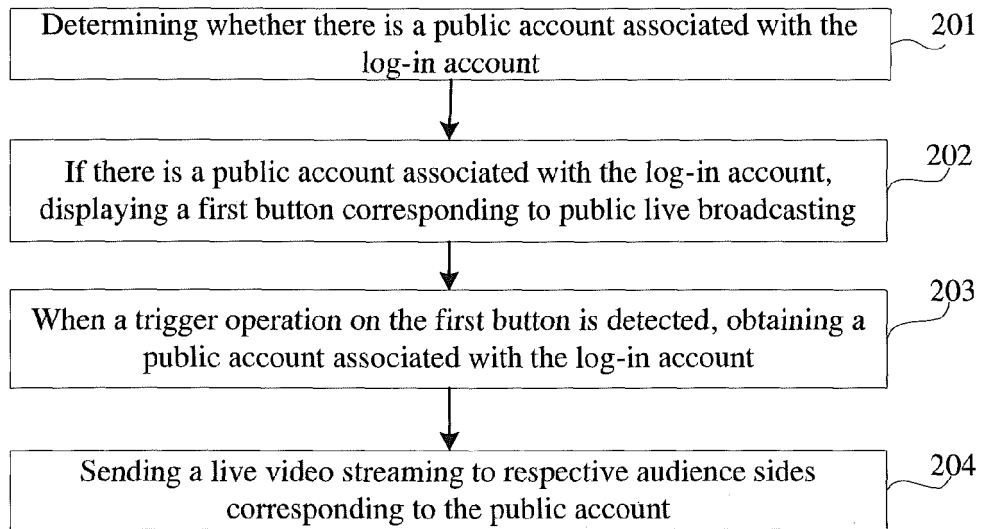 Determining whether there is a public account associated with the
log-in account
201
If there is a public account associated with the log-in account,
displaying a first button corresponding to public live broadcasting
202
When a trigger operation on the first button is detected, obtaining a
public account associated with the log-in account
203
Sending a live video streaming to respective audience sides
corresponding to the public account
204